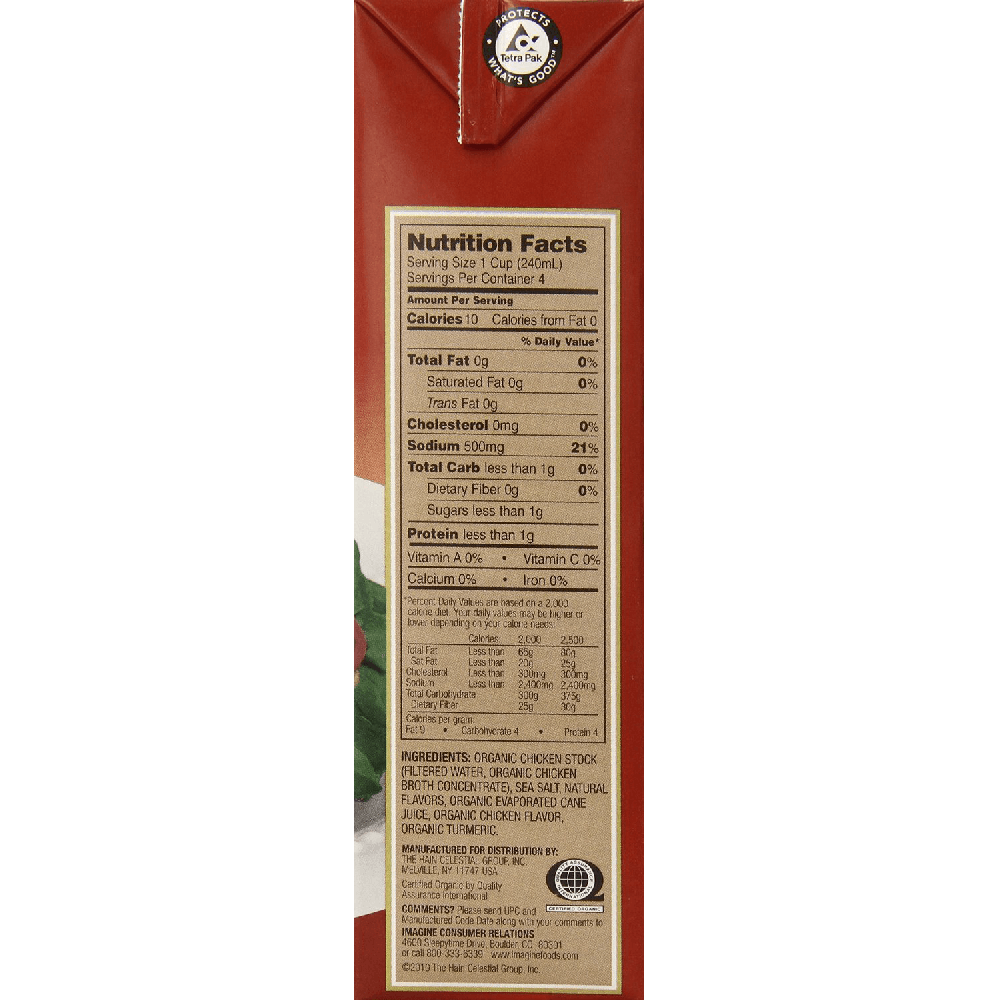 PROTECTS
Tetra Pak
WHAT'S GOOD™
Nutrition Facts
Serving Size 1 Cup (240mL)
Servings Per Container 4
Amount Per Serving
Calories 10 Calories from Fat 0
% Daily Value*
Total Fat 0g 0%
Saturated Fat 0g 0%
Trans Fat 0g
Cholesterol 0mg 0%
Sodium 500mg 21%
Total Carb less than 1g 0%
Dietary Fiber 0g 0%
Sugars less than 1g
Protein less than 1g
Vitamin A 0% • Vitamin C 0%
Calcium 0% • Iron 0%
*Percent Daily Values are based on a 2,000
calorie diet. Your daily values may be higher or
lower depending on your calorie needs:
Calories 2,000 2,500
Total Fat Less than 65g 80g
Sat Fat Less than 20g 25g
Cholesterol Less than 300mg 300mg
Sodium Less than 2,400mg 2,400mg
Total Carbohydrate 300g 375g
Dietary Fiber 25g 30g
Calories per gram:
Fat 9 • Carbohydrate 4 • Protein 4
INGREDIENTS: ORGANIC CHICKEN STOCK
(FILTERED WATER, ORGANIC CHICKEN
BROTH CONCENTRATE), SEA SALT, NATURAL
FLAVORS, ORGANIC EVAPORATED CANE
JUICE, ORGANIC CHICKEN FLAVOR,
ORGANIC TURMERIC.
MANUFACTURED FOR DISTRIBUTION BY:
THE HAIN CELESTIAL GROUP, INC.
MELVILLE, NY 11747 USA
Certified Organic by Quality
Assurance International
CERTIFIED ORGANIC
COMMENTS? Please send UPC and
Manufactured Code Date along with your comments to
IMAGINE CONSUMER RELATIONS
4600 Sleepytime Drive, Boulder, CO 80301
or call 800-333-6339 www.imaginefoods.com
©2010 The Hain Celestial Group, Inc.